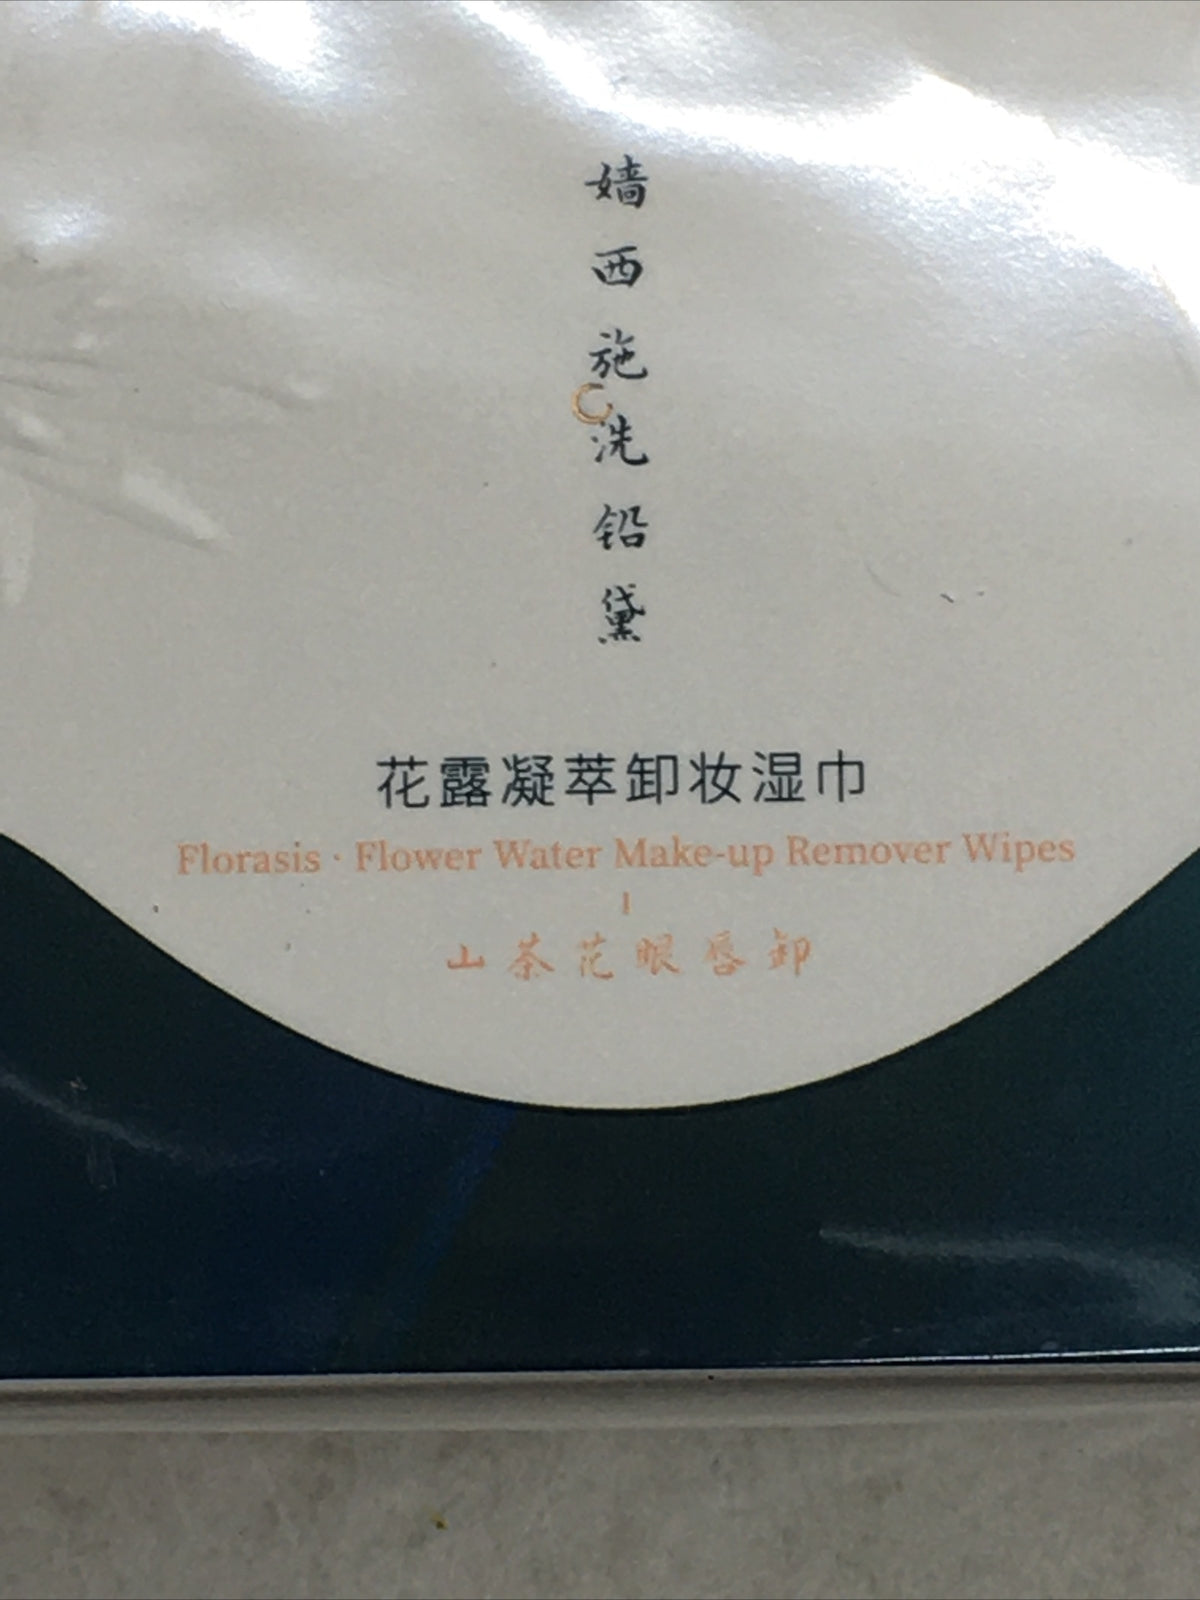 嫱西施洗铅黛
花露凝萃卸妆湿巾
Florasis · Flower Water Make-up Remover Wipes
山茶花眼唇卸